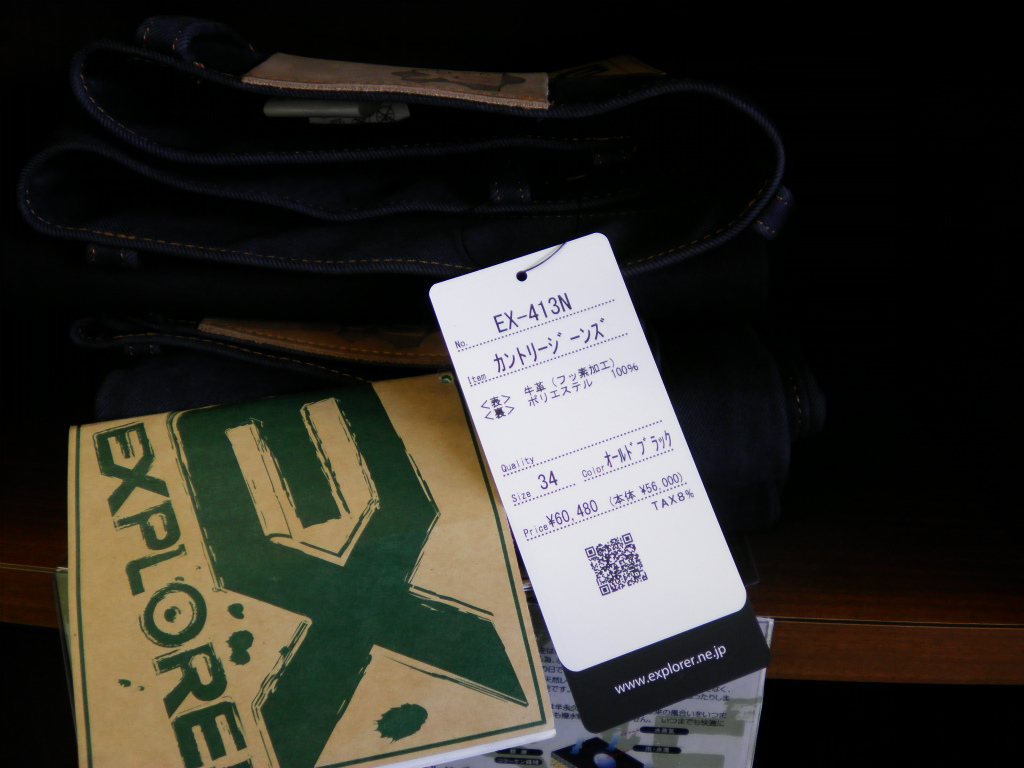 No. EX-413N
Item カントリージーンズ
<表> 牛革 (フッ素加工)
<裏> ポリエステル 100%
Quality
Size 34 Color オールドブラック
Price ¥60,480 (本体 ¥56,000)
TAX8%
www.explorer.ne.jp
EX
EXPLORER